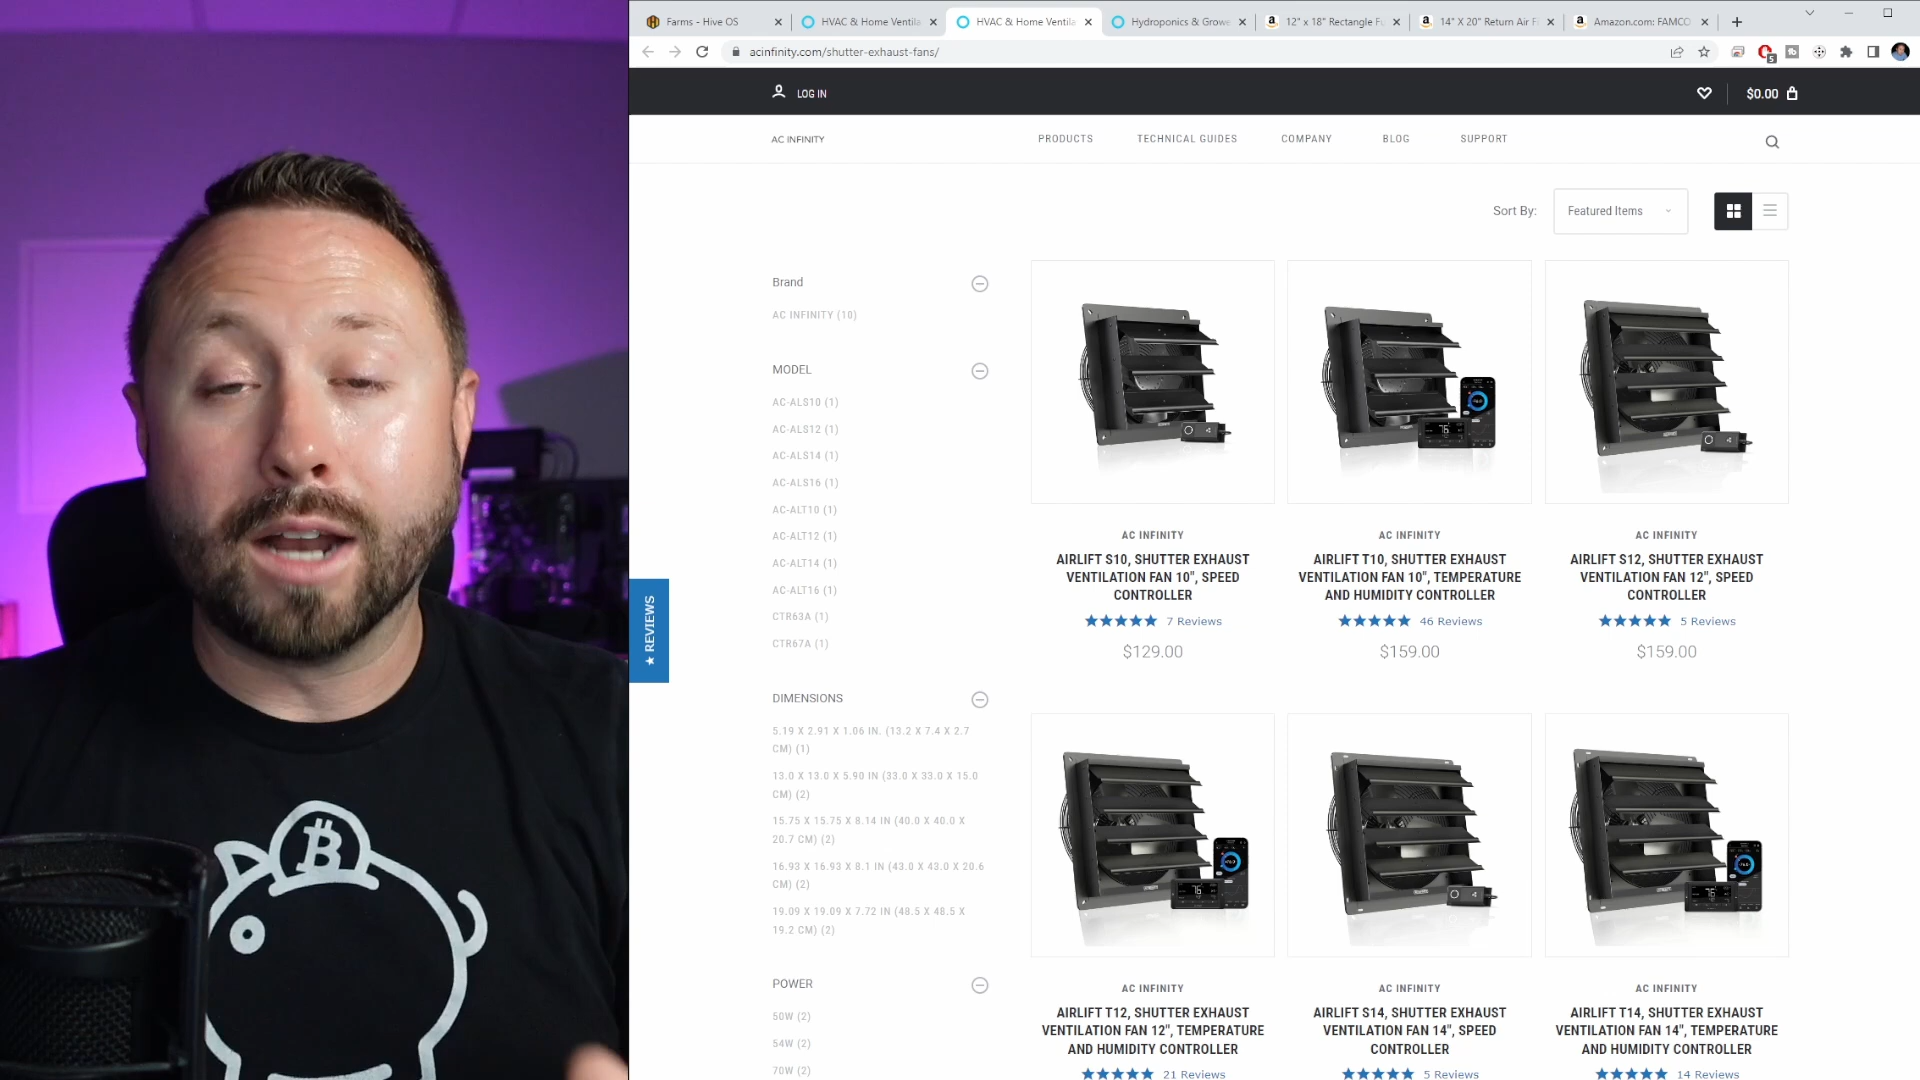 Farms - Hive OS
HVAC & Home Ventila
HVAC & Home Ventila
Hydroponics & Growe
12" x 18" Rectangle Fu
14" X 20" Return Air Fi
Amazon.com: FAMCO
acinfinity.com/shutter-exhaust-fans/
5
LOG IN
$0.00
AC INFINITY
PRODUCTS
TECHNICAL GUIDES
COMPANY
BLOG
SUPPORT
Sort By:
Featured Items
Brand
AC INFINITY (10)
MODEL
AC-ALS10 (1)
AC-ALS12 (1)
AC-ALS14 (1)
AC-ALS16 (1)
AC-ALT10 (1)
AC-ALT12 (1)
AC-ALT14 (1)
AC-ALT16 (1)
CTR63A (1)
CTR67A (1)
★ REVIEWS
DIMENSIONS
5.19 X 2.91 X 1.06 IN. (13.2 X 7.4 X 2.7
CM) (1)
13.0 X 13.0 X 5.90 IN (33.0 X 33.0 X 15.0
CM) (2)
15.75 X 15.75 X 8.14 IN (40.0 X 40.0 X
20.7 CM) (2)
16.93 X 16.93 X 8.1 IN (43.0 X 43.0 X 20.6
CM) (2)
19.09 X 19.09 X 7.72 IN (48.5 X 48.5 X
19.2 CM) (2)
POWER
50W (2)
54W (2)
70W (2)
AC INFINITY
AIRLIFT S10, SHUTTER EXHAUST
VENTILATION FAN 10", SPEED
CONTROLLER
7 Reviews
$129.00
AC INFINITY
AIRLIFT T10, SHUTTER EXHAUST
VENTILATION FAN 10", TEMPERATURE
AND HUMIDITY CONTROLLER
46 Reviews
$159.00
AC INFINITY
AIRLIFT S12, SHUTTER EXHAUST
VENTILATION FAN 12", SPEED
CONTROLLER
5 Reviews
$159.00
AC INFINITY
AIRLIFT T12, SHUTTER EXHAUST
VENTILATION FAN 12", TEMPERATURE
AND HUMIDITY CONTROLLER
21 Reviews
AC INFINITY
AIRLIFT S14, SHUTTER EXHAUST
VENTILATION FAN 14", SPEED
CONTROLLER
5 Reviews
AC INFINITY
AIRLIFT T14, SHUTTER EXHAUST
VENTILATION FAN 14", TEMPERATURE
AND HUMIDITY CONTROLLER
14 Reviews